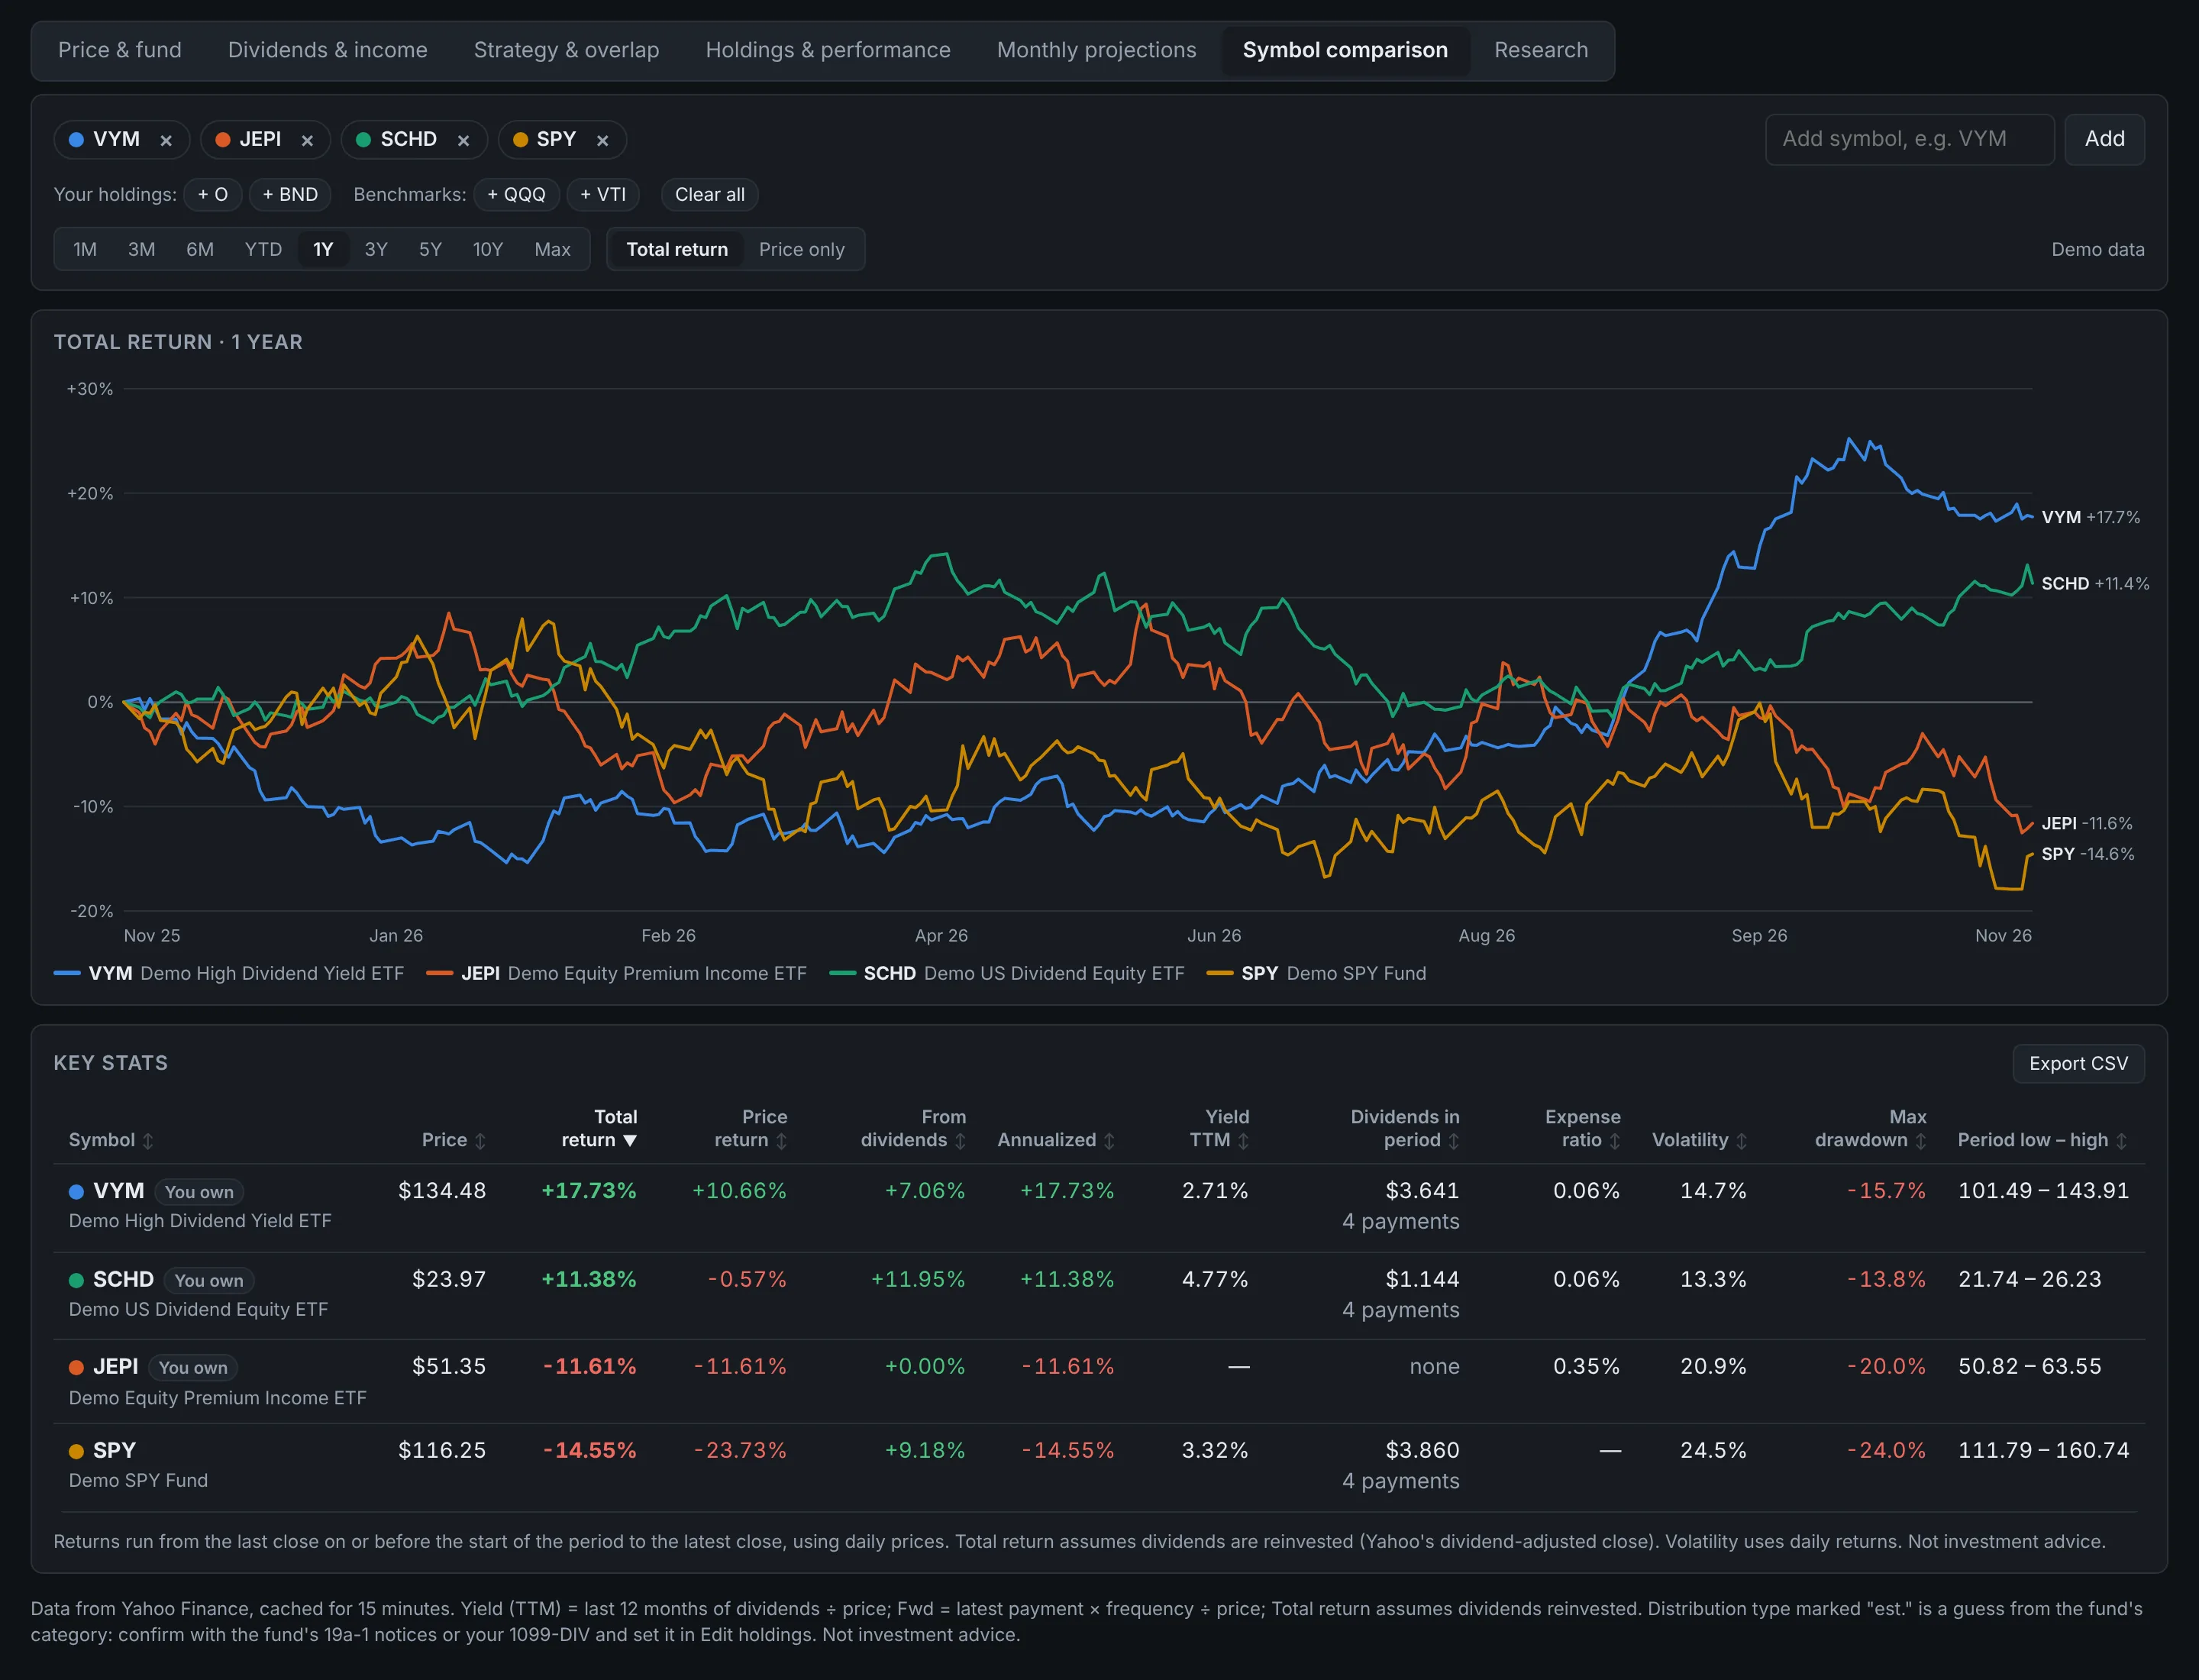 Price & fund Dividends & income Strategy & overlap Holdings & performance Monthly projections Symbol comparison Research
VYM × JEPI × SCHD × SPY × Add symbol, e.g. VYM Add
Your holdings: + O + BND Benchmarks: + QQQ + VTI Clear all
1M 3M 6M YTD 1Y 3Y 5Y 10Y Max Total return Price only Demo data
TOTAL RETURN · 1 YEAR
+30%
+20%
VYM +17.7%
SCHD +11.4%
+10%
0%
-10%
JEPI -11.6%
SPY -14.6%
-20%
Nov 25 Jan 26 Feb 26 Apr 26 Jun 26 Aug 26 Sep 26 Nov 26
VYM Demo High Dividend Yield ETF JEPI Demo Equity Premium Income ETF SCHD Demo US Dividend Equity ETF SPY Demo SPY Fund
KEY STATS Export CSV
Symbol Price Total return ▼ Price return From dividends Annualized Yield TTM Dividends in period Expense ratio Volatility Max drawdown Period low – high
VYM You own $134.48 +17.73% +10.66% +7.06% +17.73% 2.71% $3.641 0.06% 14.7% -15.7% 101.49 – 143.91
Demo High Dividend Yield ETF 4 payments
SCHD You own $23.97 +11.38% -0.57% +11.95% +11.38% 4.77% $1.144 0.06% 13.3% -13.8% 21.74 – 26.23
Demo US Dividend Equity ETF 4 payments
JEPI You own $51.35 -11.61% -11.61% +0.00% -11.61% — none 0.35% 20.9% -20.0% 50.82 – 63.55
Demo Equity Premium Income ETF
SPY $116.25 -14.55% -23.73% +9.18% -14.55% 3.32% $3.860 — 24.5% -24.0% 111.79 – 160.74
Demo SPY Fund 4 payments
Returns run from the last close on or before the start of the period to the latest close, using daily prices. Total return assumes dividends are reinvested (Yahoo's dividend-adjusted close). Volatility uses daily returns. Not investment advice.
Data from Yahoo Finance, cached for 15 minutes. Yield (TTM) = last 12 months of dividends ÷ price; Fwd = latest payment × frequency ÷ price; Total return assumes dividends reinvested. Distribution type marked "est." is a guess from the fund's
category: confirm with the fund's 19a-1 notices or your 1099-DIV and set it in Edit holdings. Not investment advice.